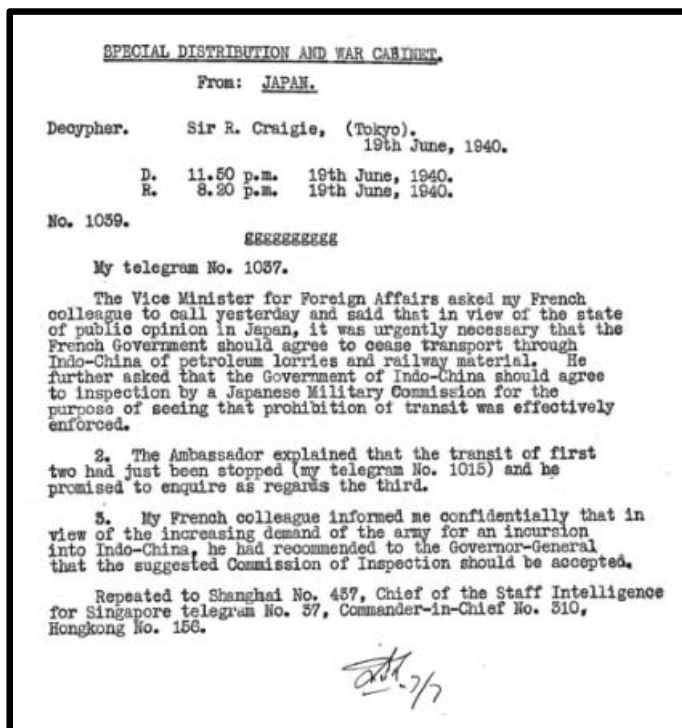 SPECIAL DISTRIBUTION AND WAR CABINET.
From: JAPAN.
Decypher. Sir R. Craigie, (Tokyo).
19th June, 1940.
D. 11.50 p.m. 19th June, 1940.
R. 8.20 p.m. 19th June, 1940.
No. 1039.
gggggggggg
My telegram No. 1037.
The Vice Minister for Foreign Affairs asked my French
colleague to call yesterday and said that in view of the state
of public opinion in Japan, it was urgently necessary that the
French Government should agree to cease transport through
Indo-China of petroleum lorries and railway material. He
further asked that the Government of Indo-China should agree
to inspection by a Japanese Military Commission for the
purpose of seeing that prohibition of transit was effectively
enforced.
2. The Ambassador explained that the transit of first
two had just been stopped (my telegram No. 1015) and he
promised to enquire as regards the third.
3. My French colleague informed me confidentially that in
view of the increasing demand of the army for an incursion
into Indo-China, he had recommended to the Governor-General
that the suggested Commission of Inspection should be accepted.
Repeated to Shanghai No. 437, Chief of the Staff Intelligence
for Singapore telegram No. 37, Commander-in-Chief No. 310,
Hongkong No. 156.
7/7